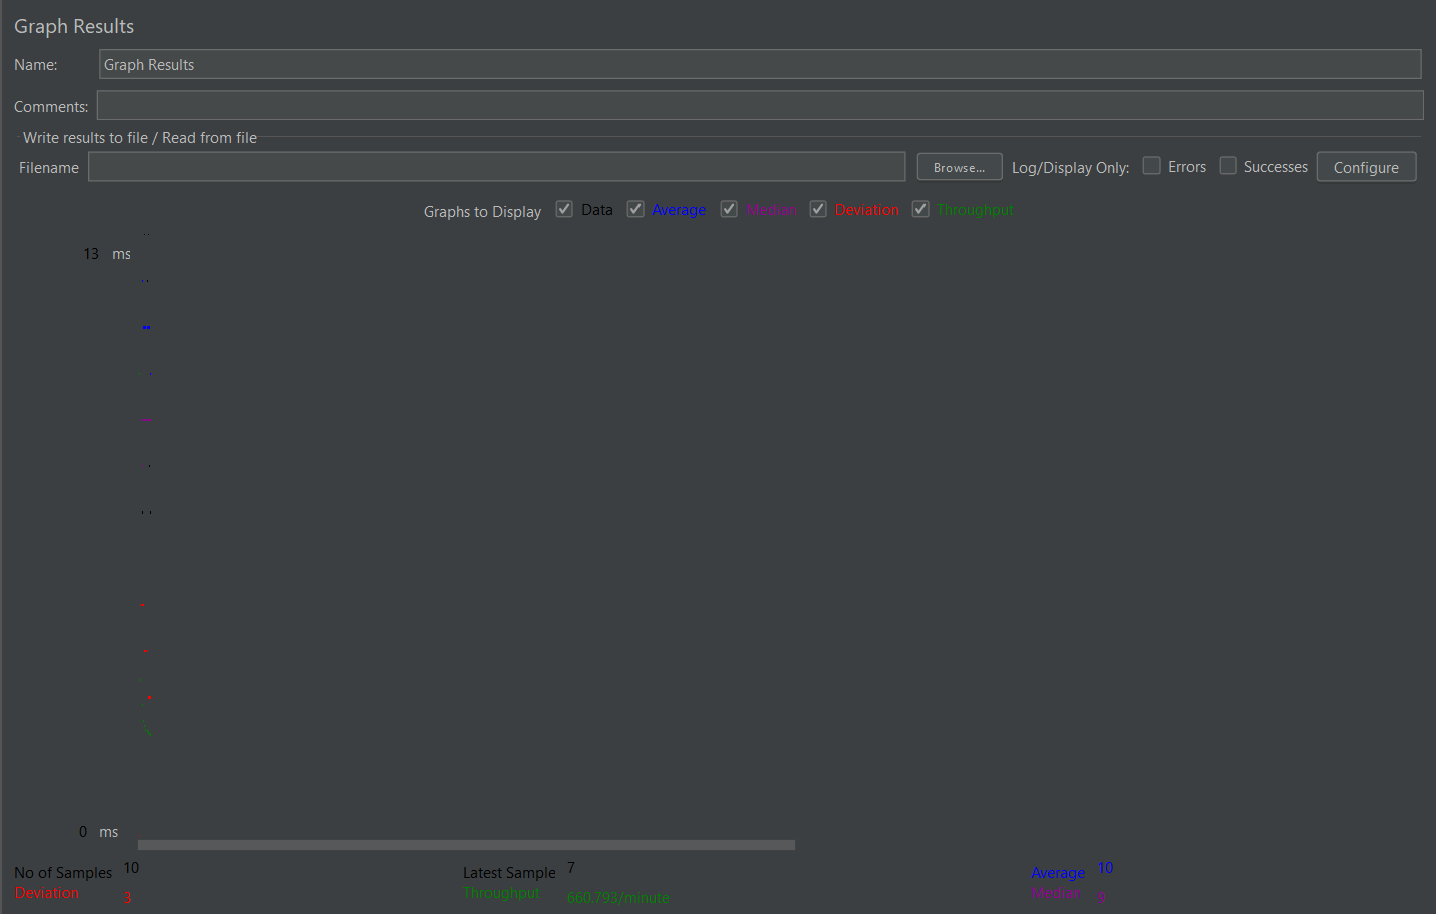 Graph Results
Name: Graph Results
Comments:
Write results to file / Read from file
Filename Browse... Log/Display Only: Errors Successes Configure
Graphs to Display Data Average Median Deviation Throughput
13 ms
0 ms
No of Samples 10 Latest Sample 7 Average 10
Deviation 3 Throughput 660.793/minute Median 9